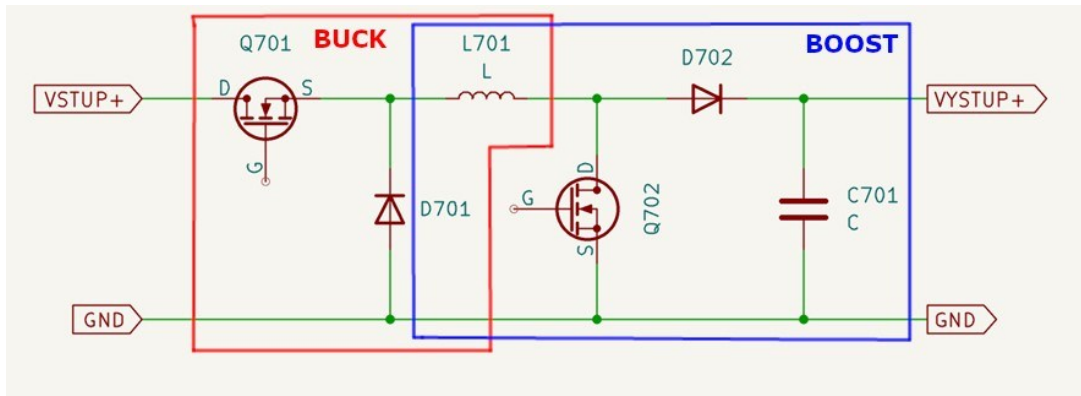 Q701
BUCK
L701
L
BOOST
D702
VSTUP+
D
S
VYSTUP+
G
D701
D
G
S
Q702
C701
C
GND
GND